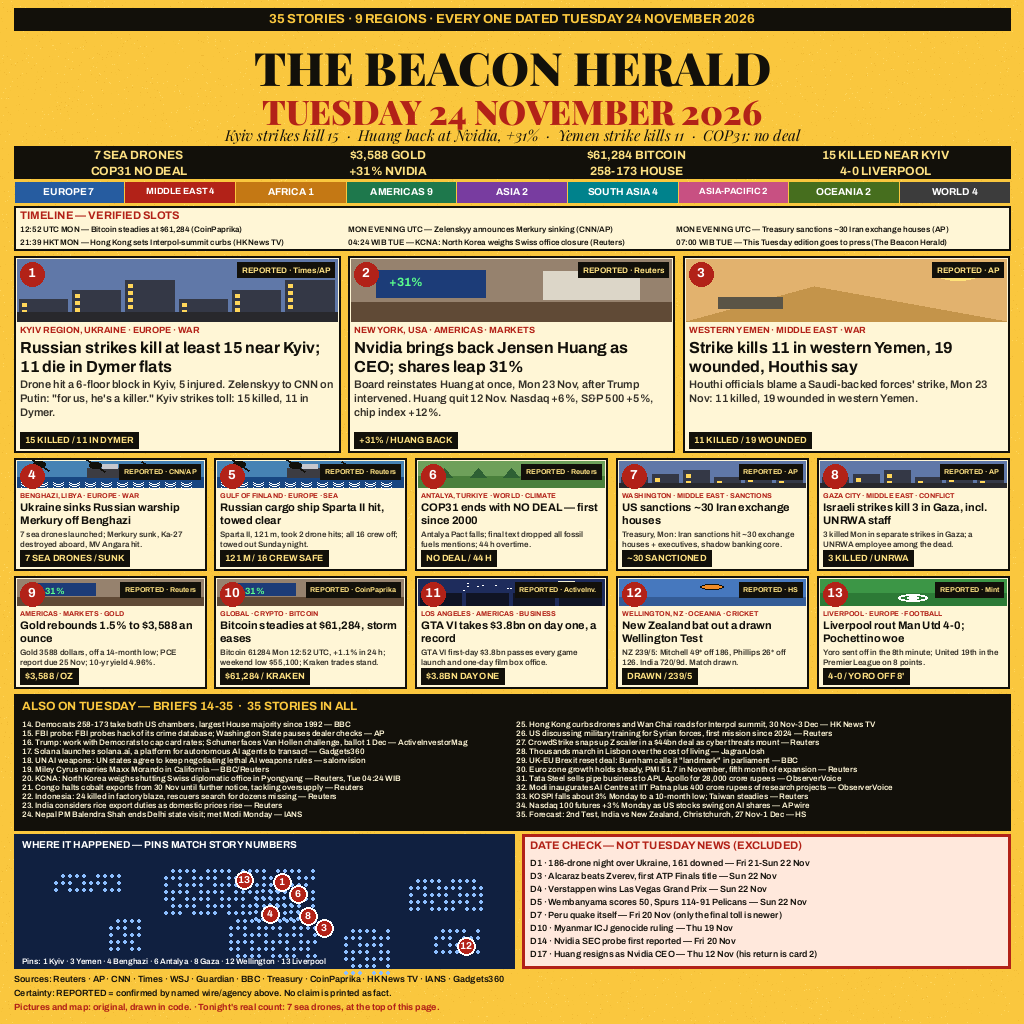 35 STORIES · 9 REGIONS · EVERY ONE DATED TUESDAY 24 NOVEMBER 2026
THE BEACON HERALD
TUESDAY 24 NOVEMBER 2026
Kyiv strikes kill 15 · Huang back at Nvidia, +31% · Yemen strike kills 11 · COP31: no deal
7 SEA DRONES $3,588 GOLD $61,284 BITCOIN 15 KILLED NEAR KYIV
COP31 NO DEAL +31% NVIDIA 258-173 HOUSE 4-0 LIVERPOOL
EUROPE 7 MIDDLE EAST 4 AFRICA 1 AMERICAS 9 ASIA 2 SOUTH ASIA 4 ASIA-PACIFIC 2 OCEANIA 2 WORLD 4
TIMELINE — VERIFIED SLOTS
12:52 UTC MON — Bitcoin steadies at $61,284 (CoinPaprika) MON EVENING UTC — Zelenskyy announces Merkury sinking (CNN/AP) MON EVENING UTC — Treasury sanctions ~30 Iran exchange houses (AP)
21:39 HKT MON — Hong Kong sets Interpol-summit curbs (HK News TV) 04:24 WIB TUE — KCNA: North Korea weighs Swiss office closure (Reuters) 07:00 WIB TUE — This Tuesday edition goes to press (The Beacon Herald)
1
REPORTED · Times/AP
KYIV REGION, UKRAINE · EUROPE · WAR
Russian strikes kill at least 15 near Kyiv;
11 die in Dymer flats
Drone hit a 6-floor block in Kyiv, 5 injured. Zelenskyy to CNN on
Putin: "for us, he's a killer." Kyiv strikes toll: 15 killed, 11 in
Dymer.
15 KILLED / 11 IN DYMER
2
+31%
REPORTED · Reuters
NEW YORK, USA · AMERICAS · MARKETS
Nvidia brings back Jensen Huang as
CEO; shares leap 31%
Board reinstates Huang at once, Mon 23 Nov, after Trump
intervened. Huang quit 12 Nov. Nasdaq +6%, S&P 500 +5%,
chip index +12%.
+31% / HUANG BACK
3
REPORTED · AP
WESTERN YEMEN · MIDDLE EAST · WAR
Strike kills 11 in western Yemen, 19
wounded, Houthis say
Houthi officials blame a Saudi-backed forces' strike, Mon 23
Nov: 11 killed, 19 wounded in western Yemen.
11 KILLED / 19 WOUNDED
4
REPORTED · CNN/AP
BENGHAZI, LIBYA · EUROPE · WAR
Ukraine sinks Russian warship
Merkury off Benghazi
7 sea drones launched; Merkury sunk, Ka-27
destroyed aboard, MV Angara hit.
7 SEA DRONES / SUNK
5
REPORTED · Reuters
GULF OF FINLAND · EUROPE · SEA
Russian cargo ship Sparta II hit,
towed clear
Sparta II, 121 m, took 2 drone hits; all 16 crew off;
towed out Sunday night.
121 M / 16 CREW SAFE
6
REPORTED · Reuters
ANTALYA, TURKIYE · WORLD · CLIMATE
COP31 ends with NO DEAL — first
since 2000
Antalya Pact falls; final text dropped all fossil
fuels mentions; 44 h overtime.
NO DEAL / 44 H
7
REPORTED · AP
WASHINGTON · MIDDLE EAST · SANCTIONS
US sanctions ~30 Iran exchange
houses
Treasury, Mon: Iran sanctions hit ~30 exchange
houses + executives, shadow banking core.
~30 SANCTIONED
8
REPORTED · AP
GAZA CITY · MIDDLE EAST · CONFLICT
Israeli strikes kill 3 in Gaza, incl.
UNRWA staff
3 killed Mon in separate strikes in Gaza; a
UNRWA employee among the dead.
3 KILLED / UNRWA
9
31%
REPORTED · Reuters
AMERICAS · MARKETS · GOLD
Gold rebounds 1.5% to $3,588 an
ounce
Gold 3588 dollars, off a 14-month low; PCE
report due 25 Nov; 10-yr yield 4.96%.
$3,588 / OZ
10
31%
REPORTED · CoinPaprika
GLOBAL · CRYPTO · BITCOIN
Bitcoin steadies at $61,284, storm
eases
Bitcoin 61284 Mon 12:52 UTC, +1.1% in 24 h;
weekend low $55,100; Kraken trades stand.
$61,284 / KRAKEN
11
REPORTED · ActiveInv.
LOS ANGELES · AMERICAS · BUSINESS
GTA VI takes $3.8bn on day one, a
record
GTA VI first-day $3.8bn passes every game
launch and one-day film box office.
$3.8BN DAY ONE
12
REPORTED · HS
WELLINGTON, NZ · OCEANIA · CRICKET
New Zealand bat out a drawn
Wellington Test
NZ 239/5: Mitchell 49* off 186, Phillips 26* off
126. India 720/9d. Match drawn.
DRAWN / 239/5
13
REPORTED · Mint
LIVERPOOL · EUROPE · FOOTBALL
Liverpool rout Man Utd 4-0;
Pochettino woe
Yoro sent off in the 8th minute; United 19th in the
Premier League on 8 points.
4-0 / YORO OFF 8'
ALSO ON TUESDAY — BRIEFS 14-35 · 35 STORIES IN ALL
14. Democrats 258-173 take both US chambers, largest House majority since 1992 — BBC
15. FBI probe: FBI probes hack of its crime database; Washington State pauses dealer checks — AP
16. Trump: work with Democrats to cap card rates; Schumer faces Van Hollen challenge, ballot 1 Dec — ActiveInvestorMag
17. Solana launches solana.ai, a platform for autonomous AI agents to transact — Gadgets360
18. UN AI weapons: UN states agree to keep negotiating lethal AI weapons rules — salonvision
19. Miley Cyrus marries Maxx Morando in California — BBC/Reuters
20. KCNA: North Korea weighs shutting Swiss diplomatic office in Pyongyang — Reuters, Tue 04:24 WIB
21. Congo halts cobalt exports from 30 Nov until further notice, tackling oversupply — Reuters
22. Indonesia: 24 killed in factory blaze, rescuers search for dozens missing — Reuters
23. India considers rice export duties as domestic prices rise — Reuters
24. Nepal PM Balendra Shah ends Delhi state visit; met Modi Monday — IANS
25. Hong Kong curbs drones and Wan Chai roads for Interpol summit, 30 Nov-3 Dec — HK News TV
26. US discussing military training for Syrian forces, first mission since 2024 — Reuters
27. CrowdStrike snaps up Zscaler in a $44bn deal as cyber threats mount — Reuters
28. Thousands march in Lisbon over the cost of living — JagranJosh
29. UK-EU Brexit reset deal: Burnham calls it "landmark" in parliament — BBC
30. Euro zone growth holds steady, PMI 51.7 in November, fifth month of expansion — Reuters
31. Tata Steel sells pipe business to APL Apollo for 28,000 crore rupees — ObserverVoice
32. Modi inaugurates AI Centre at IIT Patna plus 400 crore rupees of research projects — ObserverVoice
33. KOSPI falls about 3% Monday to a 10-month low; Taiwan steadies — Reuters
34. Nasdaq 100 futures +3% Monday as US stocks swing on AI shares — APwire
35. Forecast: 2nd Test, India vs New Zealand, Christchurch, 27 Nov-1 Dec — HS
WHERE IT HAPPENED — PINS MATCH STORY NUMBERS
13
1
6
4
8
3
12
Pins: 1 Kyiv · 3 Yemen · 4 Benghazi · 6 Antalya · 8 Gaza · 12 Wellington · 13 Liverpool
DATE CHECK — NOT TUESDAY NEWS (EXCLUDED)
D1 · 186-drone night over Ukraine, 161 downed — Fri 21-Sun 22 Nov
D3 · Alcaraz beats Zverev, first ATP Finals title — Sun 22 Nov
D4 · Verstappen wins Las Vegas Grand Prix — Sun 22 Nov
D5 · Wembanyama scores 50, Spurs 114-91 Pelicans — Sun 22 Nov
D7 · Peru quake itself — Fri 20 Nov (only the final toll is newer)
D10 · Myanmar ICJ genocide ruling — Thu 19 Nov
D14 · Nvidia SEC probe first reported — Fri 20 Nov
D17 · Huang resigns as Nvidia CEO — Thu 12 Nov (his return is card 2)
Sources: Reuters · AP · CNN · Times · WSJ · Guardian · BBC · Treasury · CoinPaprika · HK News TV · IANS · Gadgets360
Certainty: REPORTED = confirmed by named wire/agency above. No claim is printed as fact.
Pictures and map: original, drawn in code. · Tonight's real count: 7 sea drones, at the top of this page.